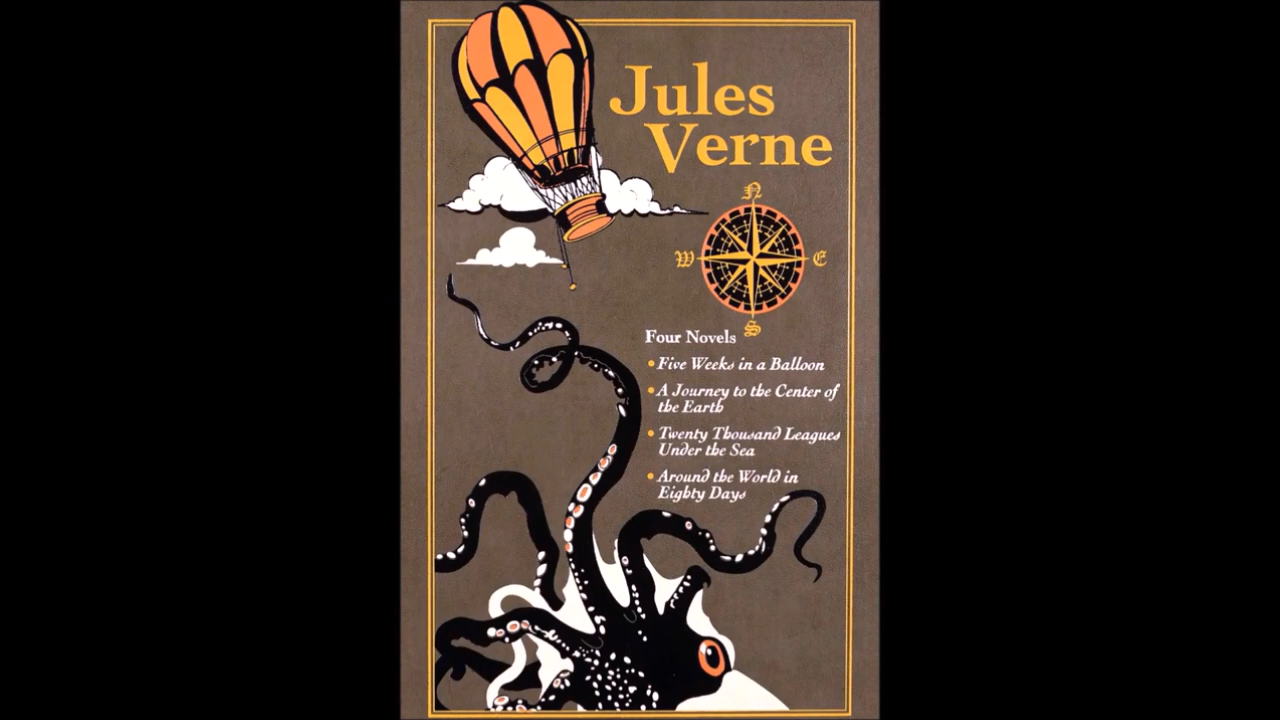 Jules
Verne
N
W
E
S
Four Novels
• Five Weeks in a Balloon
• A Journey to the Center of
the Earth
• Twenty Thousand Leagues
Under the Sea
• Around the World in
Eighty Days